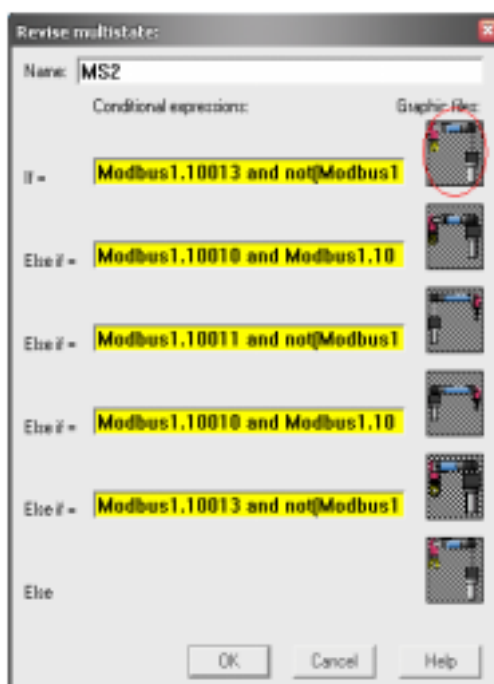 Revise multistate:
Name: MS2
Conditional expressions: Graphic files:
If = Modbus1.10013 and not(Modbus1
Else if = Modbus1.10010 and Modbus1.10
Else if = Modbus1.10011 and not(Modbus1
Else if = Modbus1.10010 and Modbus1.10
Else if = Modbus1.10013 and not(Modbus1
Else
OK Cancel Help